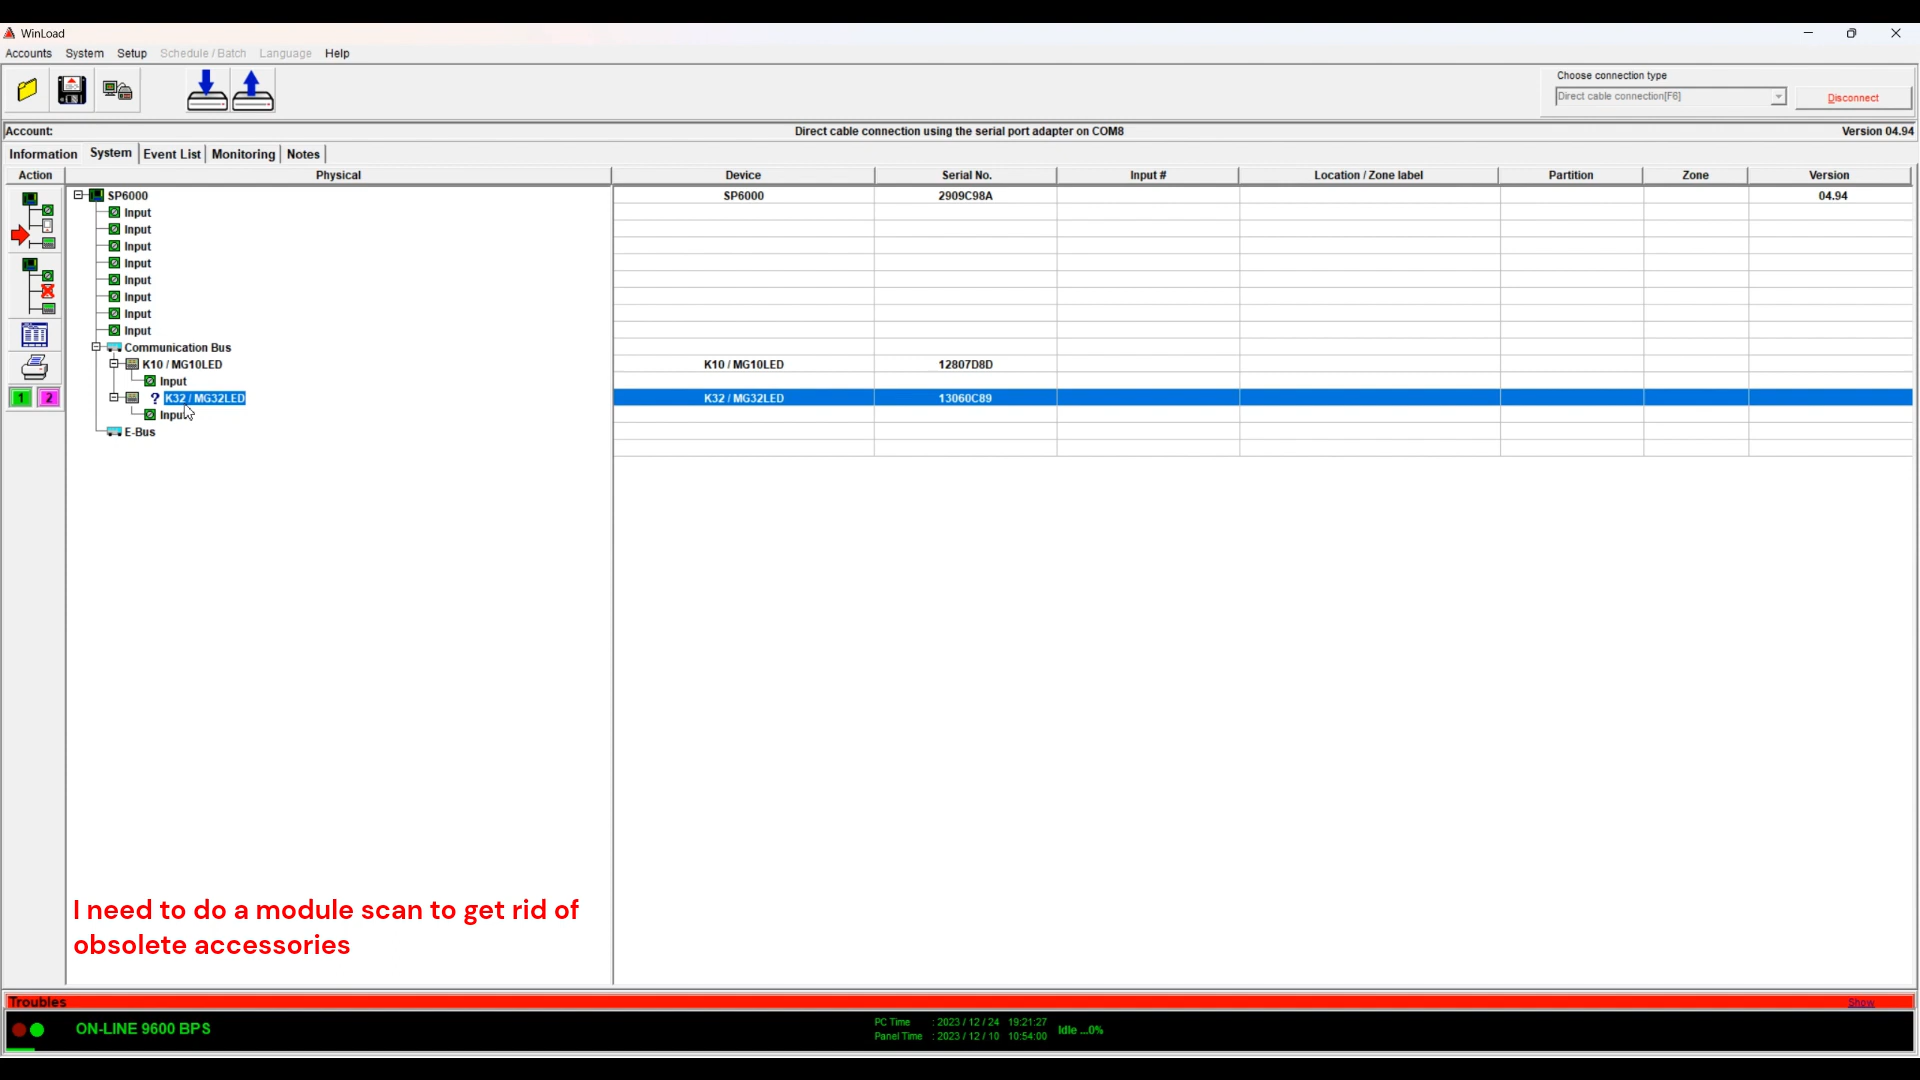 WinLoad
Accounts System Setup Schedule / Batch Language Help
Choose connection type
Direct cable connection[F6]
Disconnect
Account: Direct cable connection using the serial port adapter on COM8 Version 04.94
Information System Event List Monitoring Notes
Action Physical Device Serial No. Input # Location / Zone label Partition Zone Version
SP6000 SP6000 2909C98A 04.94
Input
Input
Input
Input
Input
Input
Input
Input
Communication Bus
K10 / MG10LED K10 / MG10LED 12807D8D
Input
? K32 / MG32LED K32 / MG32LED 13060C89
Input
E-Bus
1 2
I need to do a module scan to get rid of
obsolete accessories
Troubles Show
ON-LINE 9600 BPS
PC Time : 2023 / 12 / 24 19:21:27
Idle ...0%
Panel Time : 2023 / 12 / 10 10:54:00